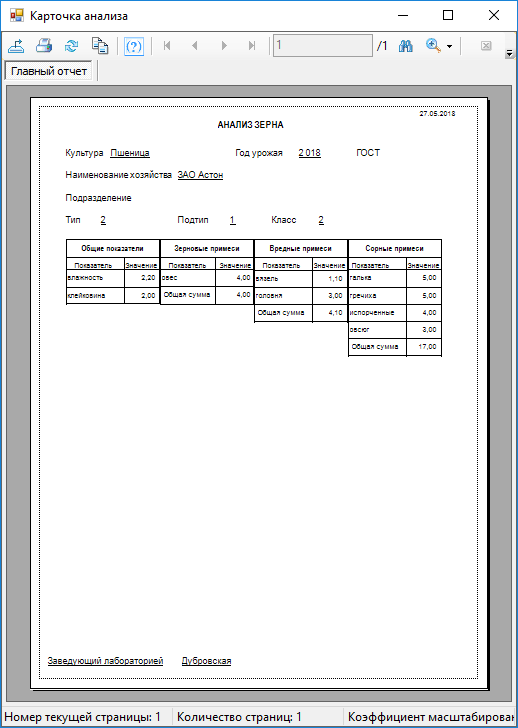 Карточка анализа
1 /1
Главный отчет
27.05.2018
АНАЛИЗ ЗЕРНА
Культура Пшеница Год урожая 2 018 ГОСТ
Наименование хозяйства ЗАО Астон
Подразделение
Тип 2 Подтип 1 Класс 2
Общие показатели Зерновые примеси Вредные примеси Сорные примеси
Показатель Значение Показатель Значение Показатель Значение Показатель Значение
влажность 2,20 овес 4,00 вязель 1,10 галька 5,00
клейковина 2,00 Общая сумма 4,00 головня 3,00 гречиха 5,00
Общая сумма 4,10 испорченные 4,00
овсюг 3,00
Общая сумма 17,00
Заведующий лабораторией Дубровская
Номер текущей страницы: 1 Количество страниц: 1 Коэффициент масштабирован